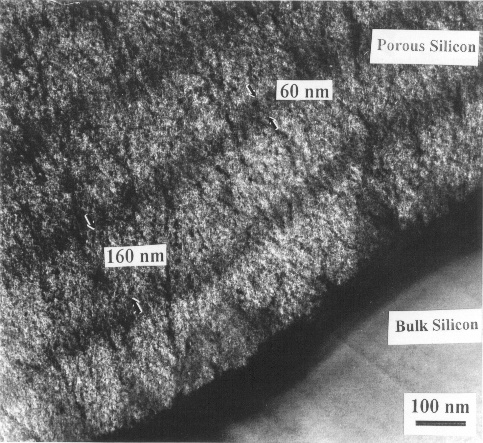 Porous Silicon
60 nm
160 nm
Bulk Silicon
100 nm